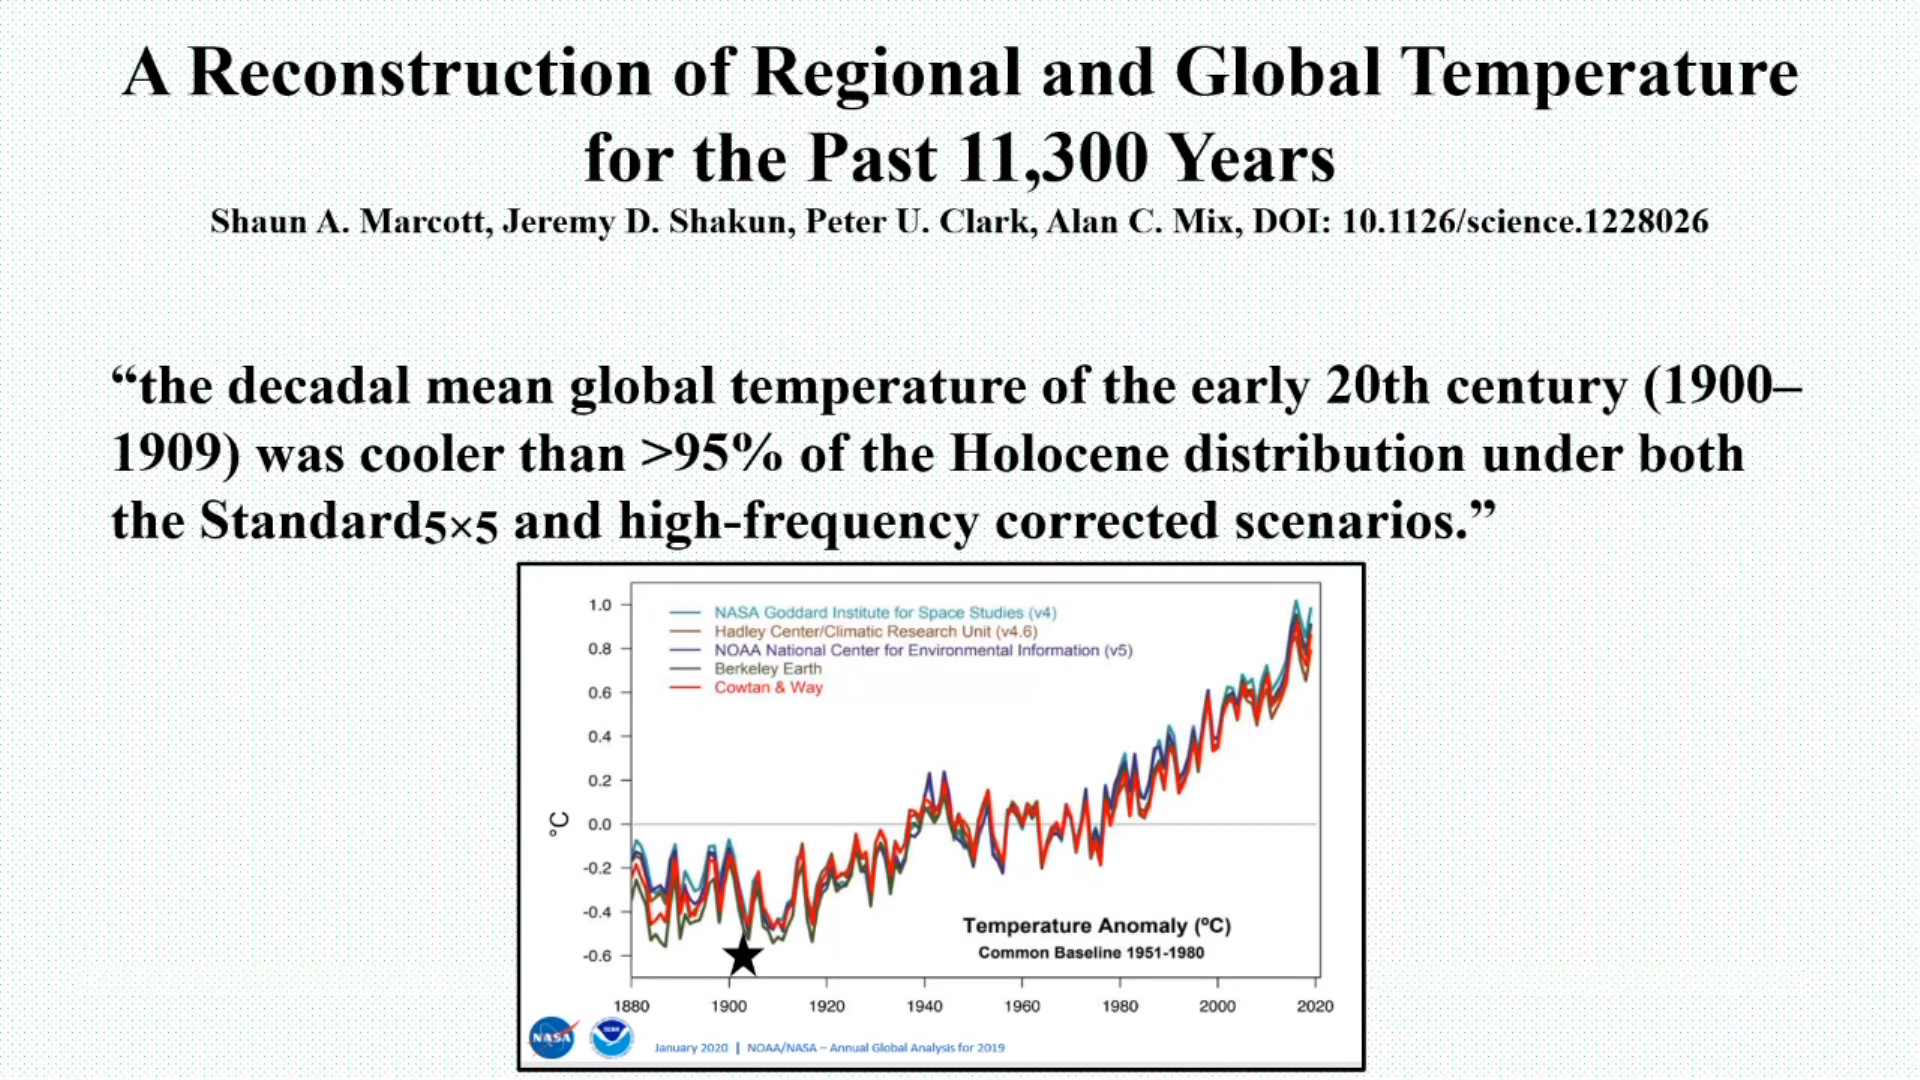 A Reconstruction of Regional and Global Temperature
for the Past 11,300 Years
Shaun A. Marcott, Jeremy D. Shakun, Peter U. Clark, Alan C. Mix, DOI: 10.1126/science.1228026
“the decadal mean global temperature of the early 20th century (1900–
1909) was cooler than >95% of the Holocene distribution under both
the Standard5×5 and high-frequency corrected scenarios.”
NASA Goddard Institute for Space Studies (v4)
Hadley Center/Climatic Research Unit (v4.6)
NOAA National Center for Environmental Information (v5)
Berkeley Earth
Cowtan & Way
1.0
0.8
0.6
0.4
0.2
0.0
-0.2
-0.4
-0.6
°C
Temperature Anomaly (ºC)
Common Baseline 1951-1980
1880 1900 1920 1940 1960 1980 2000 2020
NASA
January 2020 | NOAA/NASA – Annual Global Analysis for 2019